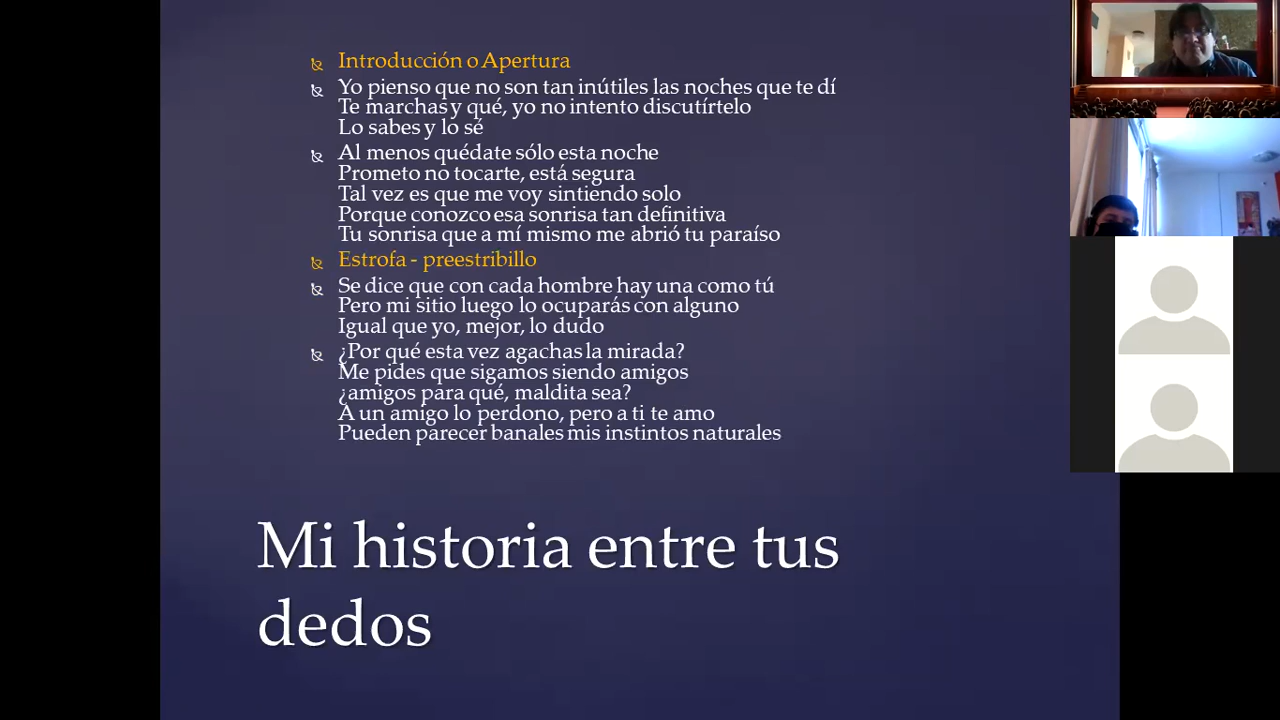 Introducción o Apertura
Yo pienso que no son tan inútiles las noches que te dí
Te marchas y qué, yo no intento discutírtelo
Lo sabes y lo sé
Al menos quédate sólo esta noche
Prometo no tocarte, está segura
Tal vez es que me voy sintiendo solo
Porque conozco esa sonrisa tan definitiva
Tu sonrisa que a mí mismo me abrió tu paraíso
Estrofa - preestribillo
Se dice que con cada hombre hay una como tú
Pero mi sitio luego lo ocuparás con alguno
Igual que yo, mejor, lo dudo
¿Por qué esta vez agachas la mirada?
Me pides que sigamos siendo amigos
¿amigos para qué, maldita sea?
A un amigo lo perdono, pero a ti te amo
Pueden parecer banales mis instintos naturales
Mi historia entre tus
dedos